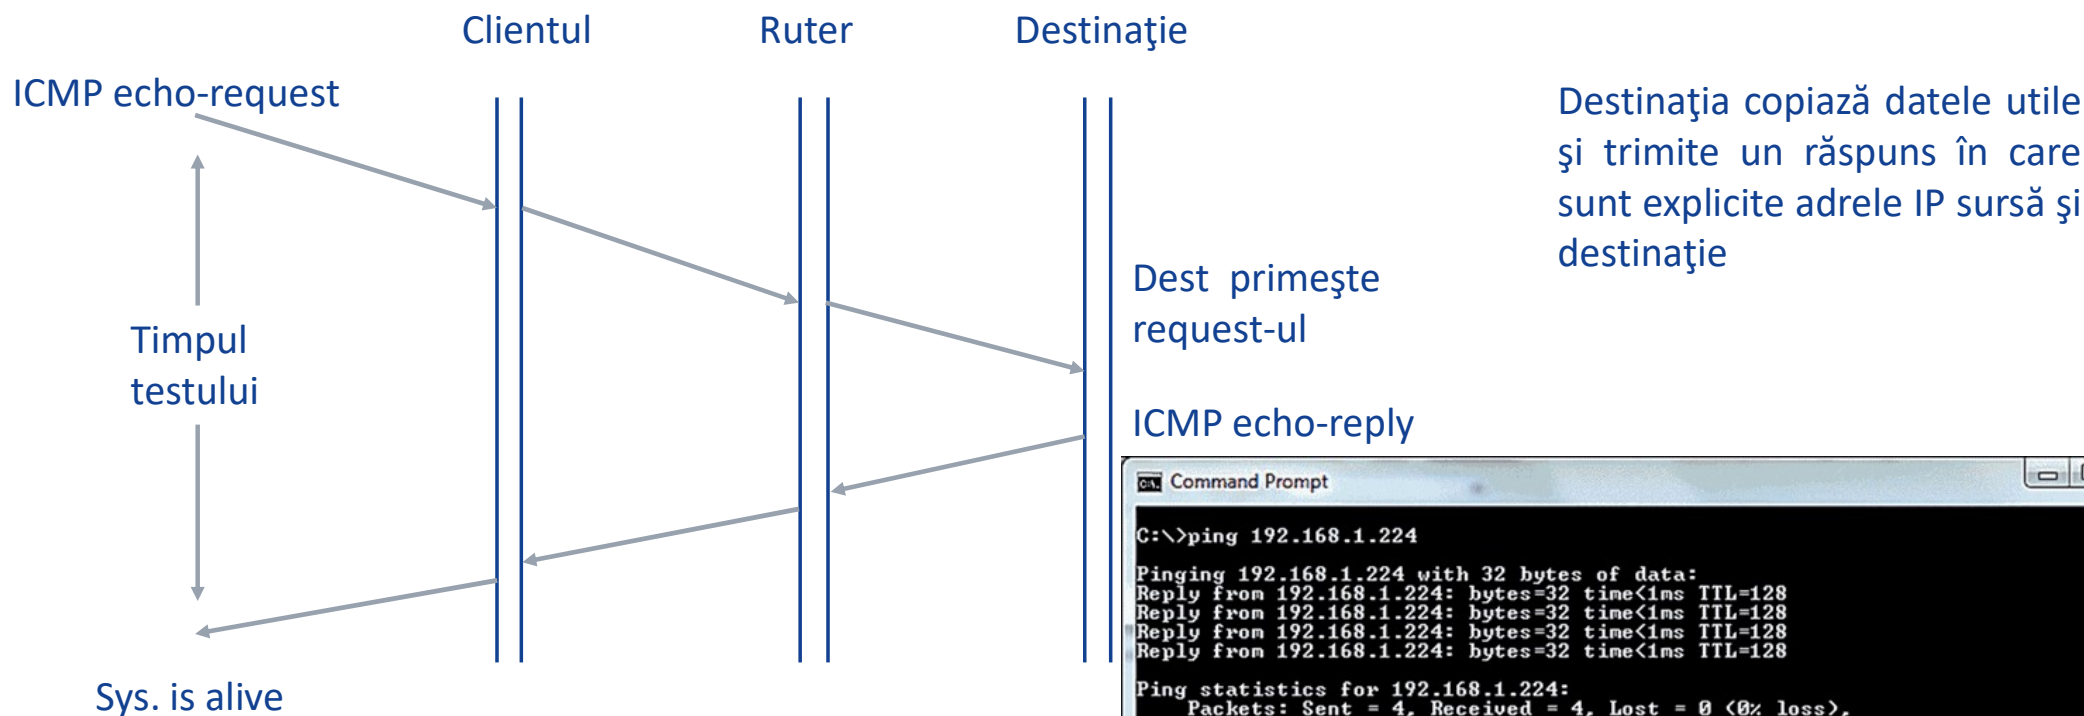 Clientul
Ruter
Destinaţie
ICMP echo-request
Destinaţia copiază datele utile
şi trimite un răspuns în care
sunt explicite adrele IP sursă şi
destinaţie
Dest primeşte
request-ul
Timpul
testului
ICMP echo-reply
Sys. is alive
Command Prompt
C:\>ping 192.168.1.224
Pinging 192.168.1.224 with 32 bytes of data:
Reply from 192.168.1.224: bytes=32 time<1ms TTL=128
Reply from 192.168.1.224: bytes=32 time<1ms TTL=128
Reply from 192.168.1.224: bytes=32 time<1ms TTL=128
Reply from 192.168.1.224: bytes=32 time<1ms TTL=128
Ping statistics for 192.168.1.224:
Packets: Sent = 4, Received = 4, Lost = 0 (0% loss),